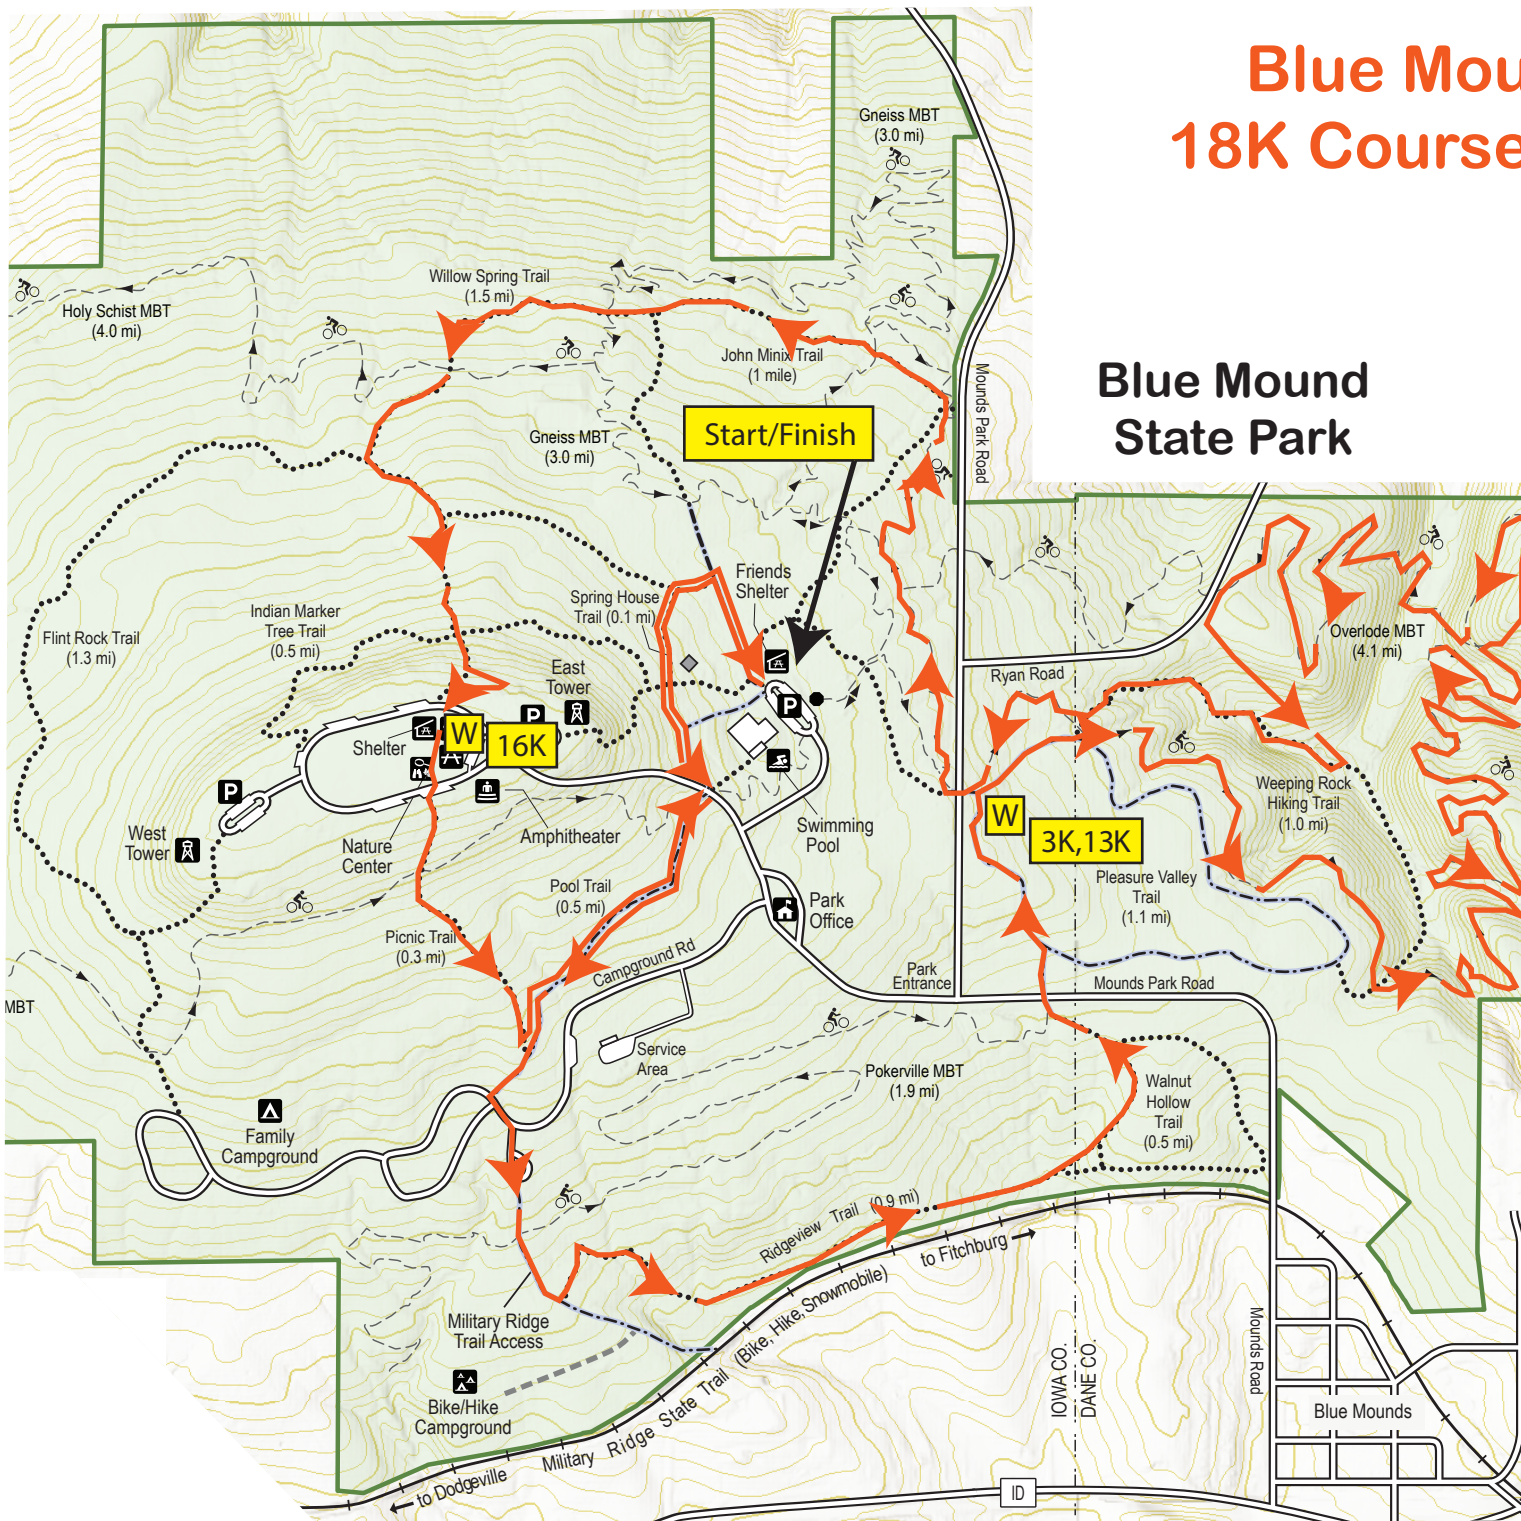 Blue Mou
18K Course
Blue Mound
State Park
Gneiss MBT
(3.0 mi)
Willow Spring Trail
(1.5 mi)
Holy Schist MBT
(4.0 mi)
John Minix Trail
(1 mile)
Mounds Park Road
Start/Finish
Gneiss MBT
(3.0 mi)
Friends
Shelter
Spring House
Trail (0.1 mi)
Indian Marker
Tree Trail
(0.5 mi)
Flint Rock Trail
(1.3 mi)
Overlode MBT
(4.1 mi)
East
Tower
Ryan Road
P
P
Shelter
W
16K
P
Weeping Rock
Hiking Trail
(1.0 mi)
W
3K,13K
West
Tower
Nature
Center
Amphitheater
Swimming
Pool
Pleasure Valley
Trail
(1.1 mi)
Pool Trail
(0.5 mi)
Park
Office
Picnic Trail
(0.3 mi)
Campground Rd
Park
Entrance
Mounds Park Road
MBT
Service
Area
Pokerville MBT
(1.9 mi)
Walnut
Hollow
Trail
(0.5 mi)
Family
Campground
Ridgeview Trail (0.9 mi)
to Fitchburg
Military Ridge
Trail Access
Bike/Hike
Campground
Military Ridge State Trail (Bike, Hike, Snowmobile)
to Dodgeville
IOWA CO.
DANE CO.
Mounds Road
Blue Mounds
ID